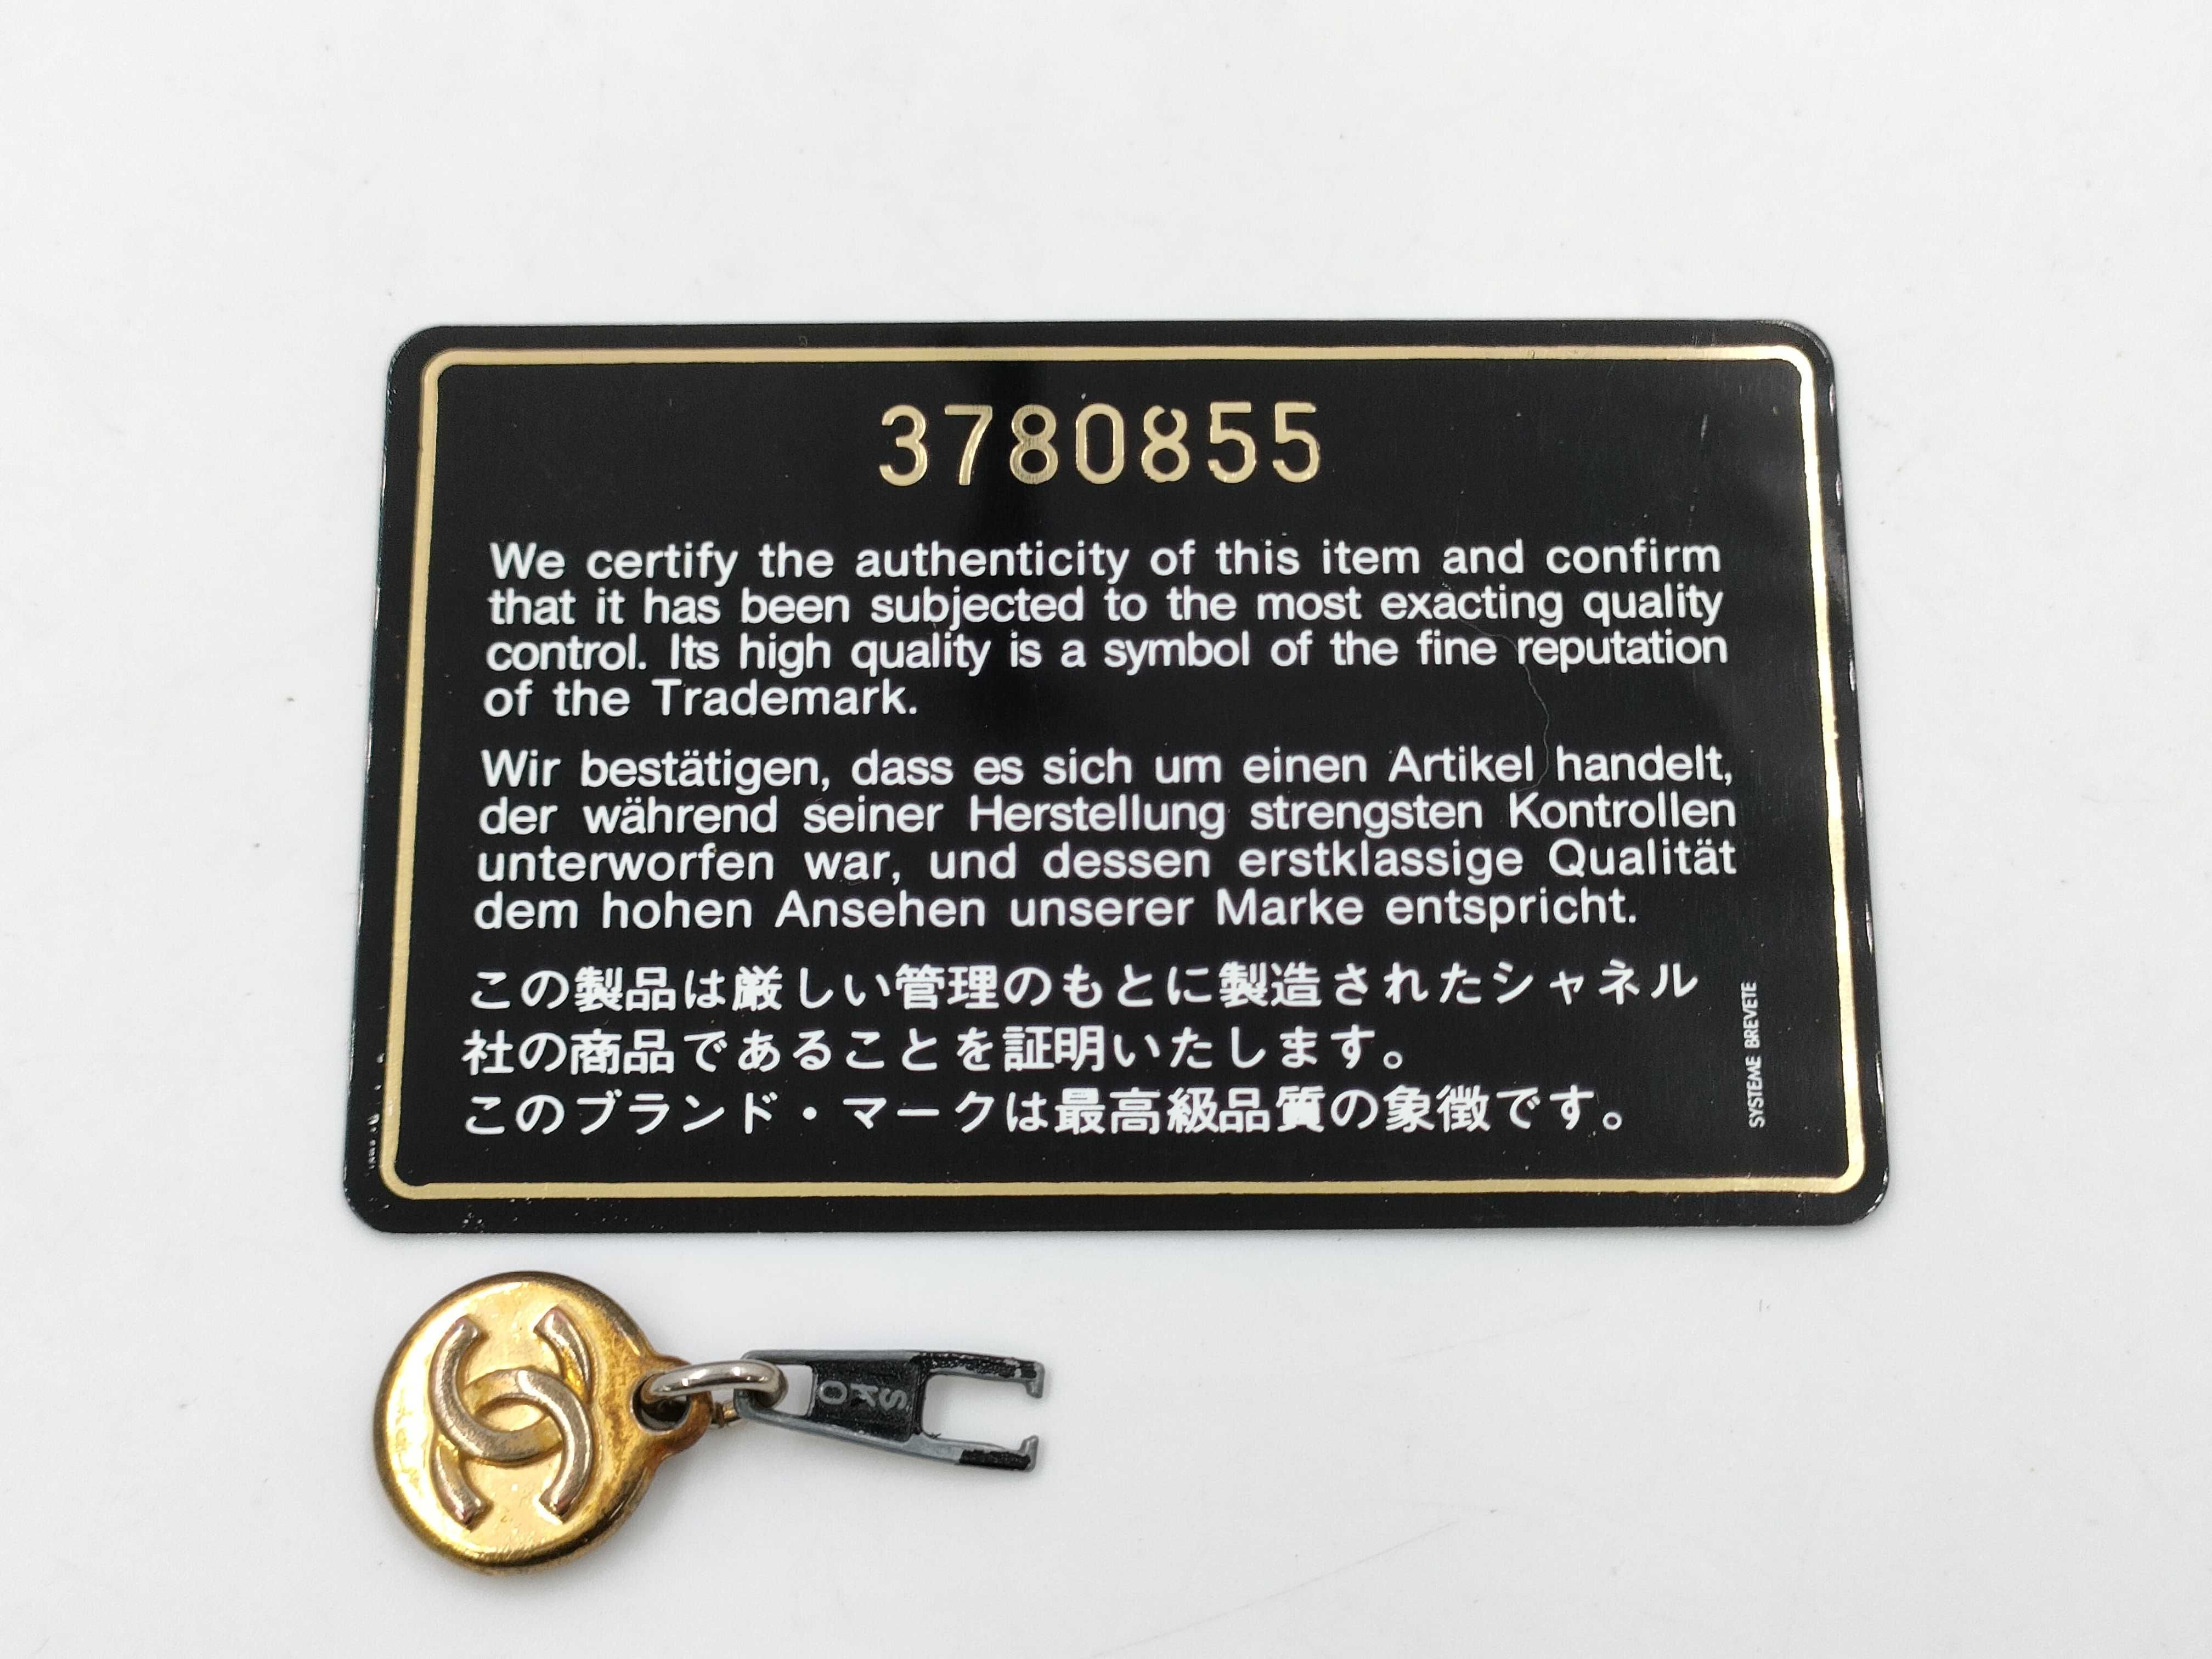 3780855
We certify the authenticity of this item and confirm
that it has been subjected to the most exacting quality
control. Its high quality is a symbol of the fine reputation
of the Trademark.
Wir bestätigen, dass es sich um einen Artikel handelt,
der während seiner Herstellung strengsten Kontrollen
unterworfen war, und dessen erstklassige Qualität
dem hohen Ansehen unserer Marke entspricht.
この製品は厳しい管理のもとに製造されたシャネル
社の商品であることを証明いたします。
このブランド・マークは最高級品質の象徴です。
SYSTEME BREVETE